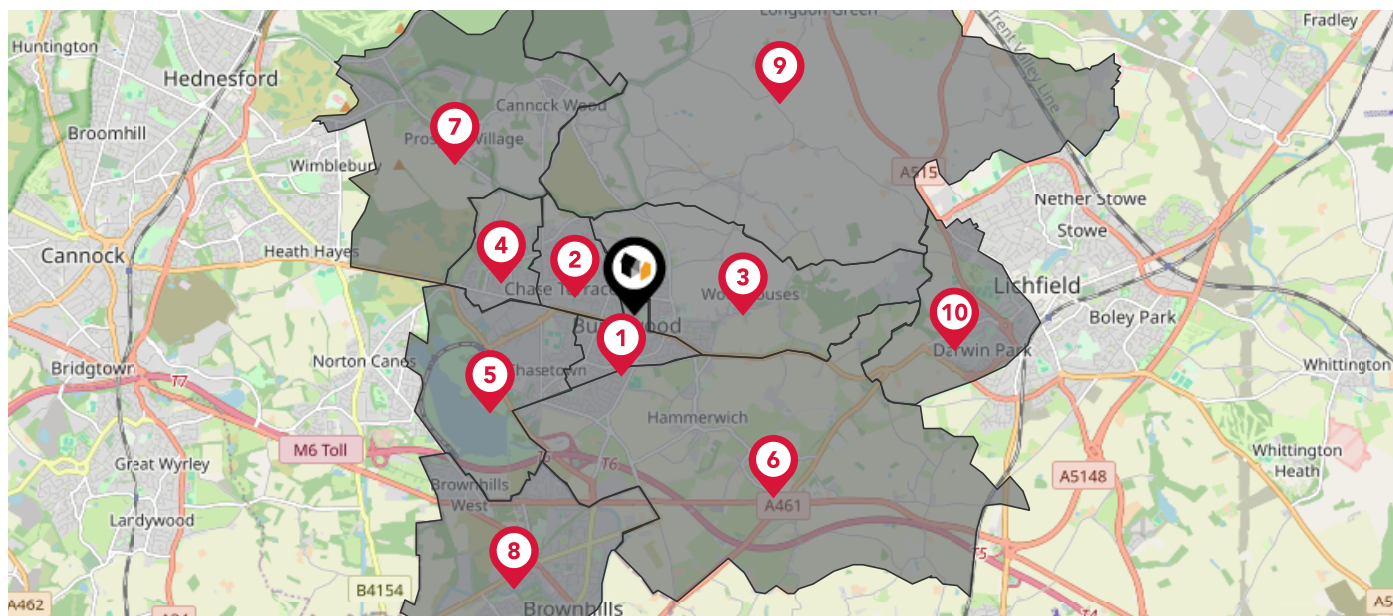 Longdon Green
Fradley
Huntington
Trent Valley Line
Hednesford
9
Cannock Wood
7
Broomhill
Prospect Village
Wimblebury
A515
Nether Stowe
Stowe
4
2
Heath Hayes
Cannock
3
Chase Terrace
Woodhouses
Lichfield
10
Boley Park
Burntwood
1
Darwin Park
Norton Canes
Bridgtown
T7
5
Chasetown
Whittington
Hammerwich
M6 Toll
T6
6
Great Wyrley
Brownhills
West
Whittington
Heath
A5148
A461
Lardywood
8
T5
B4154
A462
Brownhills
T4